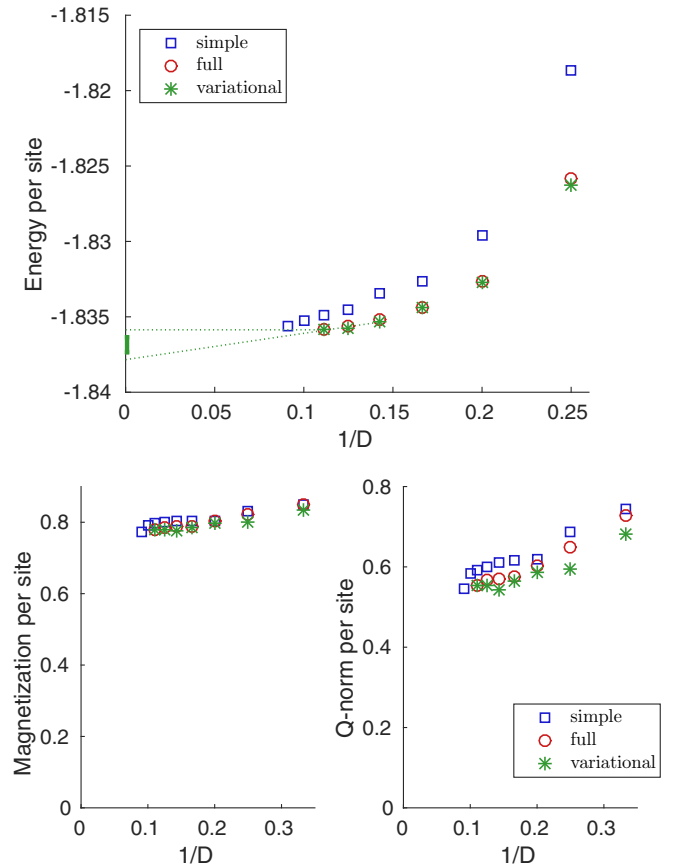 -1.815
-1.82
-1.825
-1.83
-1.835
-1.84
Energy per site
simple
full
variational
0
0.05
0.1
0.15
0.2
0.25
1/D
0.8
0.6
0.4
0.2
0
Magnetization per site
0
0.1
0.2
0.3
1/D
0.8
0.6
0.4
0.2
0
Q-norm per site
simple
full
variational
0
0.1
0.2
0.3
1/D